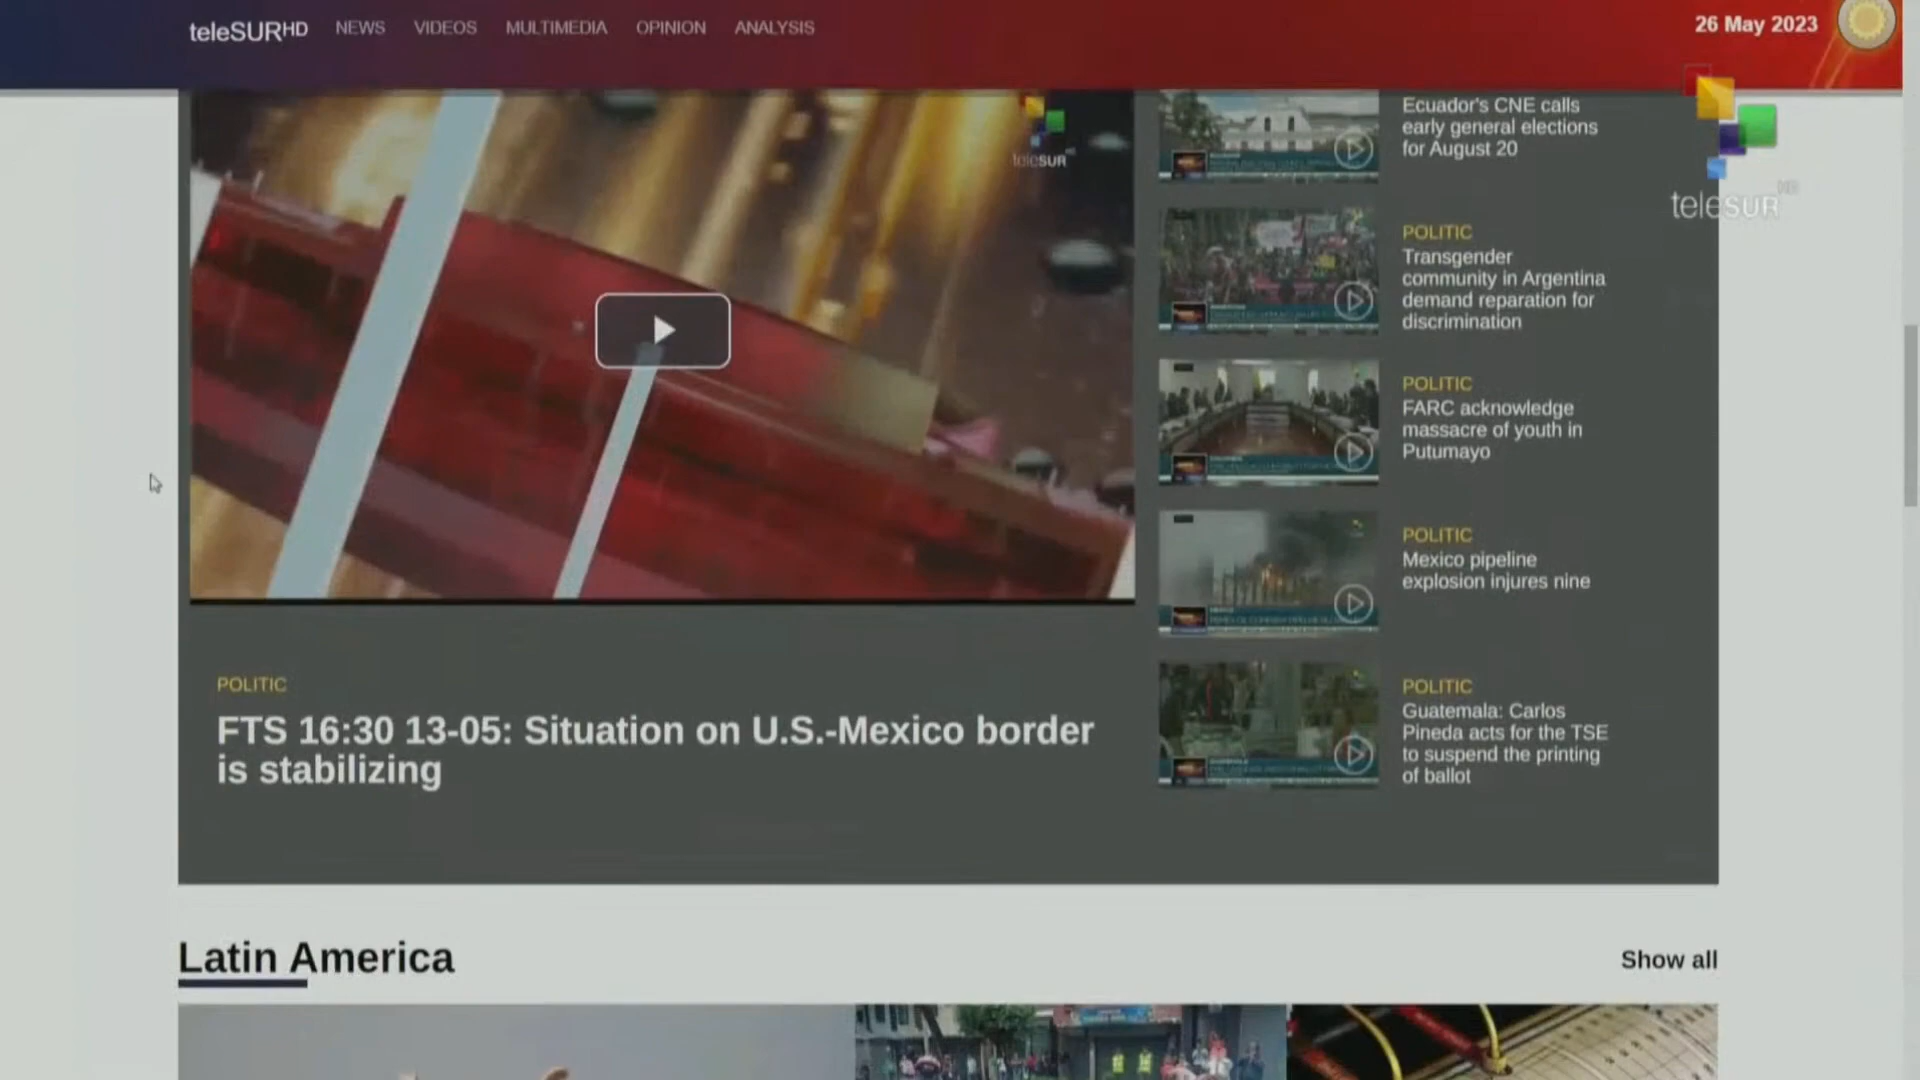 teleSURHD NEWS VIDEOS MULTIMEDIA OPINION ANALYSIS
26 May 2023
teleSUR HD
teleSUR
Ecuador's CNE calls
early general elections
for August 20
POLITIC
Transgender
community in Argentina
demand reparation for
discrimination
POLITIC
FARC acknowledge
massacre of youth in
Putumayo
POLITIC
Mexico pipeline
explosion injures nine
POLITIC
Guatemala: Carlos
Pineda acts for the TSE
to suspend the printing
of ballot
POLITIC
FTS 16:30 13-05: Situation on U.S.-Mexico border
is stabilizing
Latin America
Show all